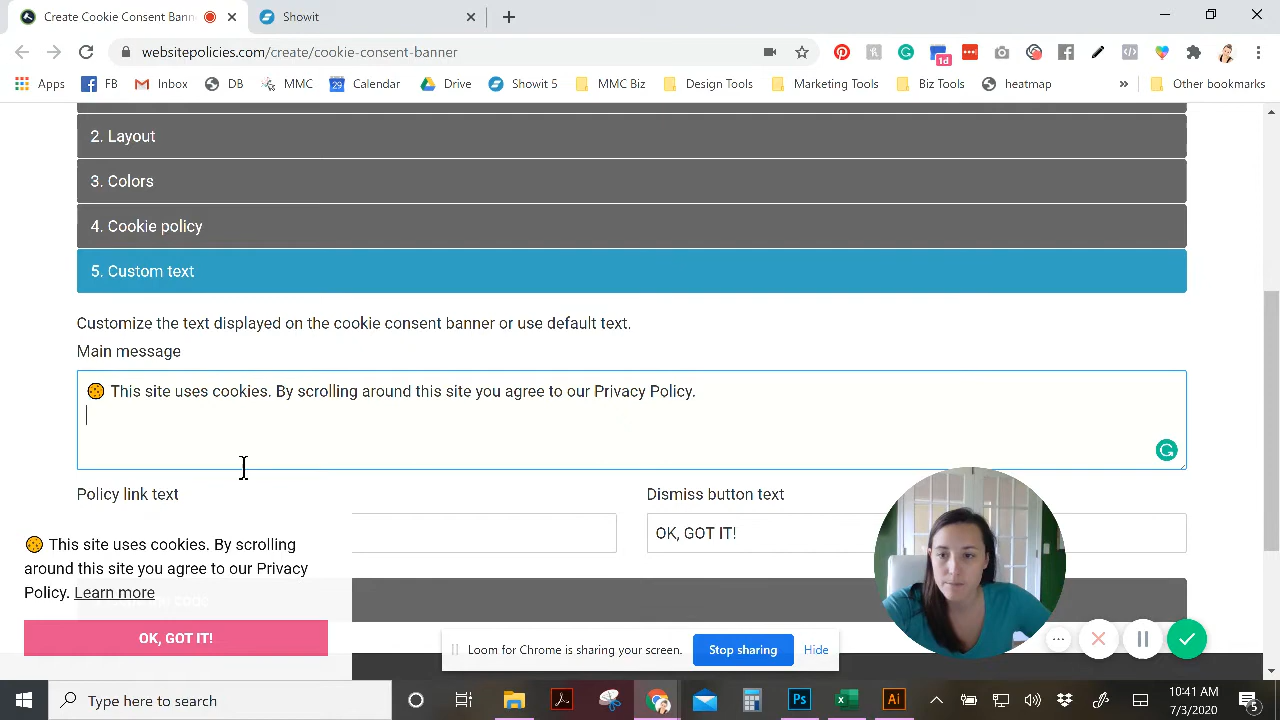 Create Cookie Consent Bann
Showit
websitepolicies.com/create/cookie-consent-banner
1d
Apps
FB
Inbox
DB
MMC
29
Calendar
Drive
Showit 5
MMC Biz
Design Tools
Marketing Tools
Biz Tools
heatmap
»
Other bookmarks
2. Layout
3. Colors
4. Cookie policy
5. Custom text
Customize the text displayed on the cookie consent banner or use default text.
Main message
This site uses cookies. By scrolling around this site you agree to our Privacy Policy.
Policy link text
Dismiss button text
OK, GOT IT!
This site uses cookies. By scrolling
around this site you agree to our Privacy
Policy. Learn more
OK, GOT IT!
Loom for Chrome is sharing your screen.
Stop sharing
Hide
Type here to search
Ps
Ai
10:41 AM
7/3/2020
5